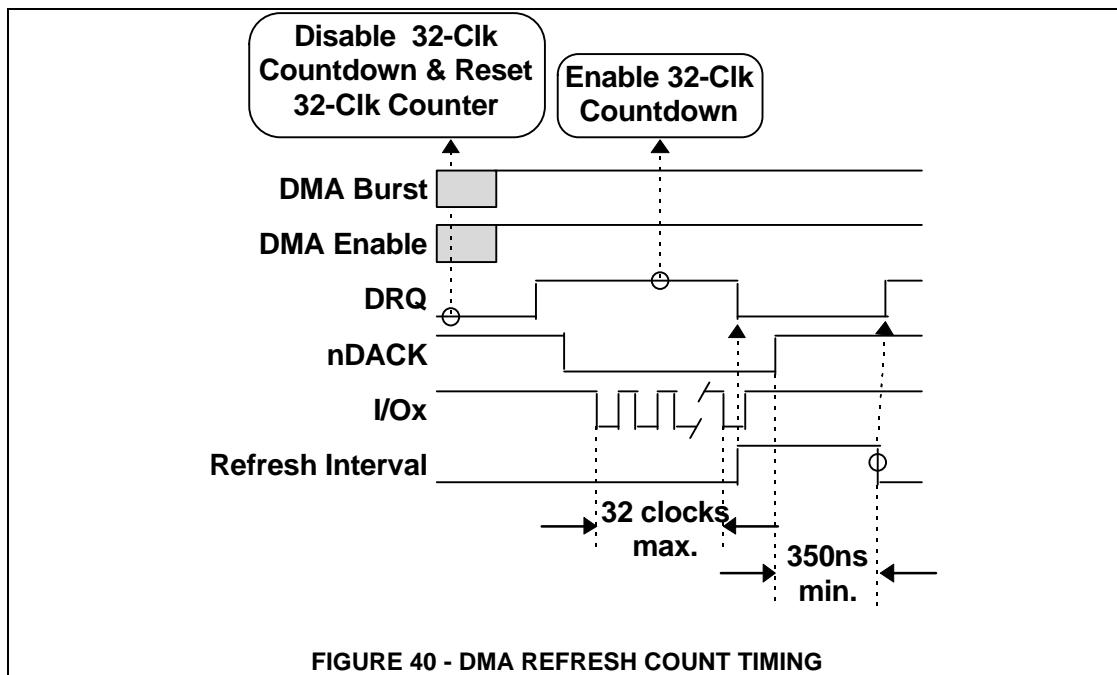 Disable 32-Clk
Countdown & Reset
32-Clk Counter
Enable 32-Clk
Countdown
DMA Burst
DMA Enable
DRQ
nDACK
I/Ox
Refresh Interval
32 clocks
max.
350ns
min.
FIGURE 40 - DMA REFRESH COUNT TIMING